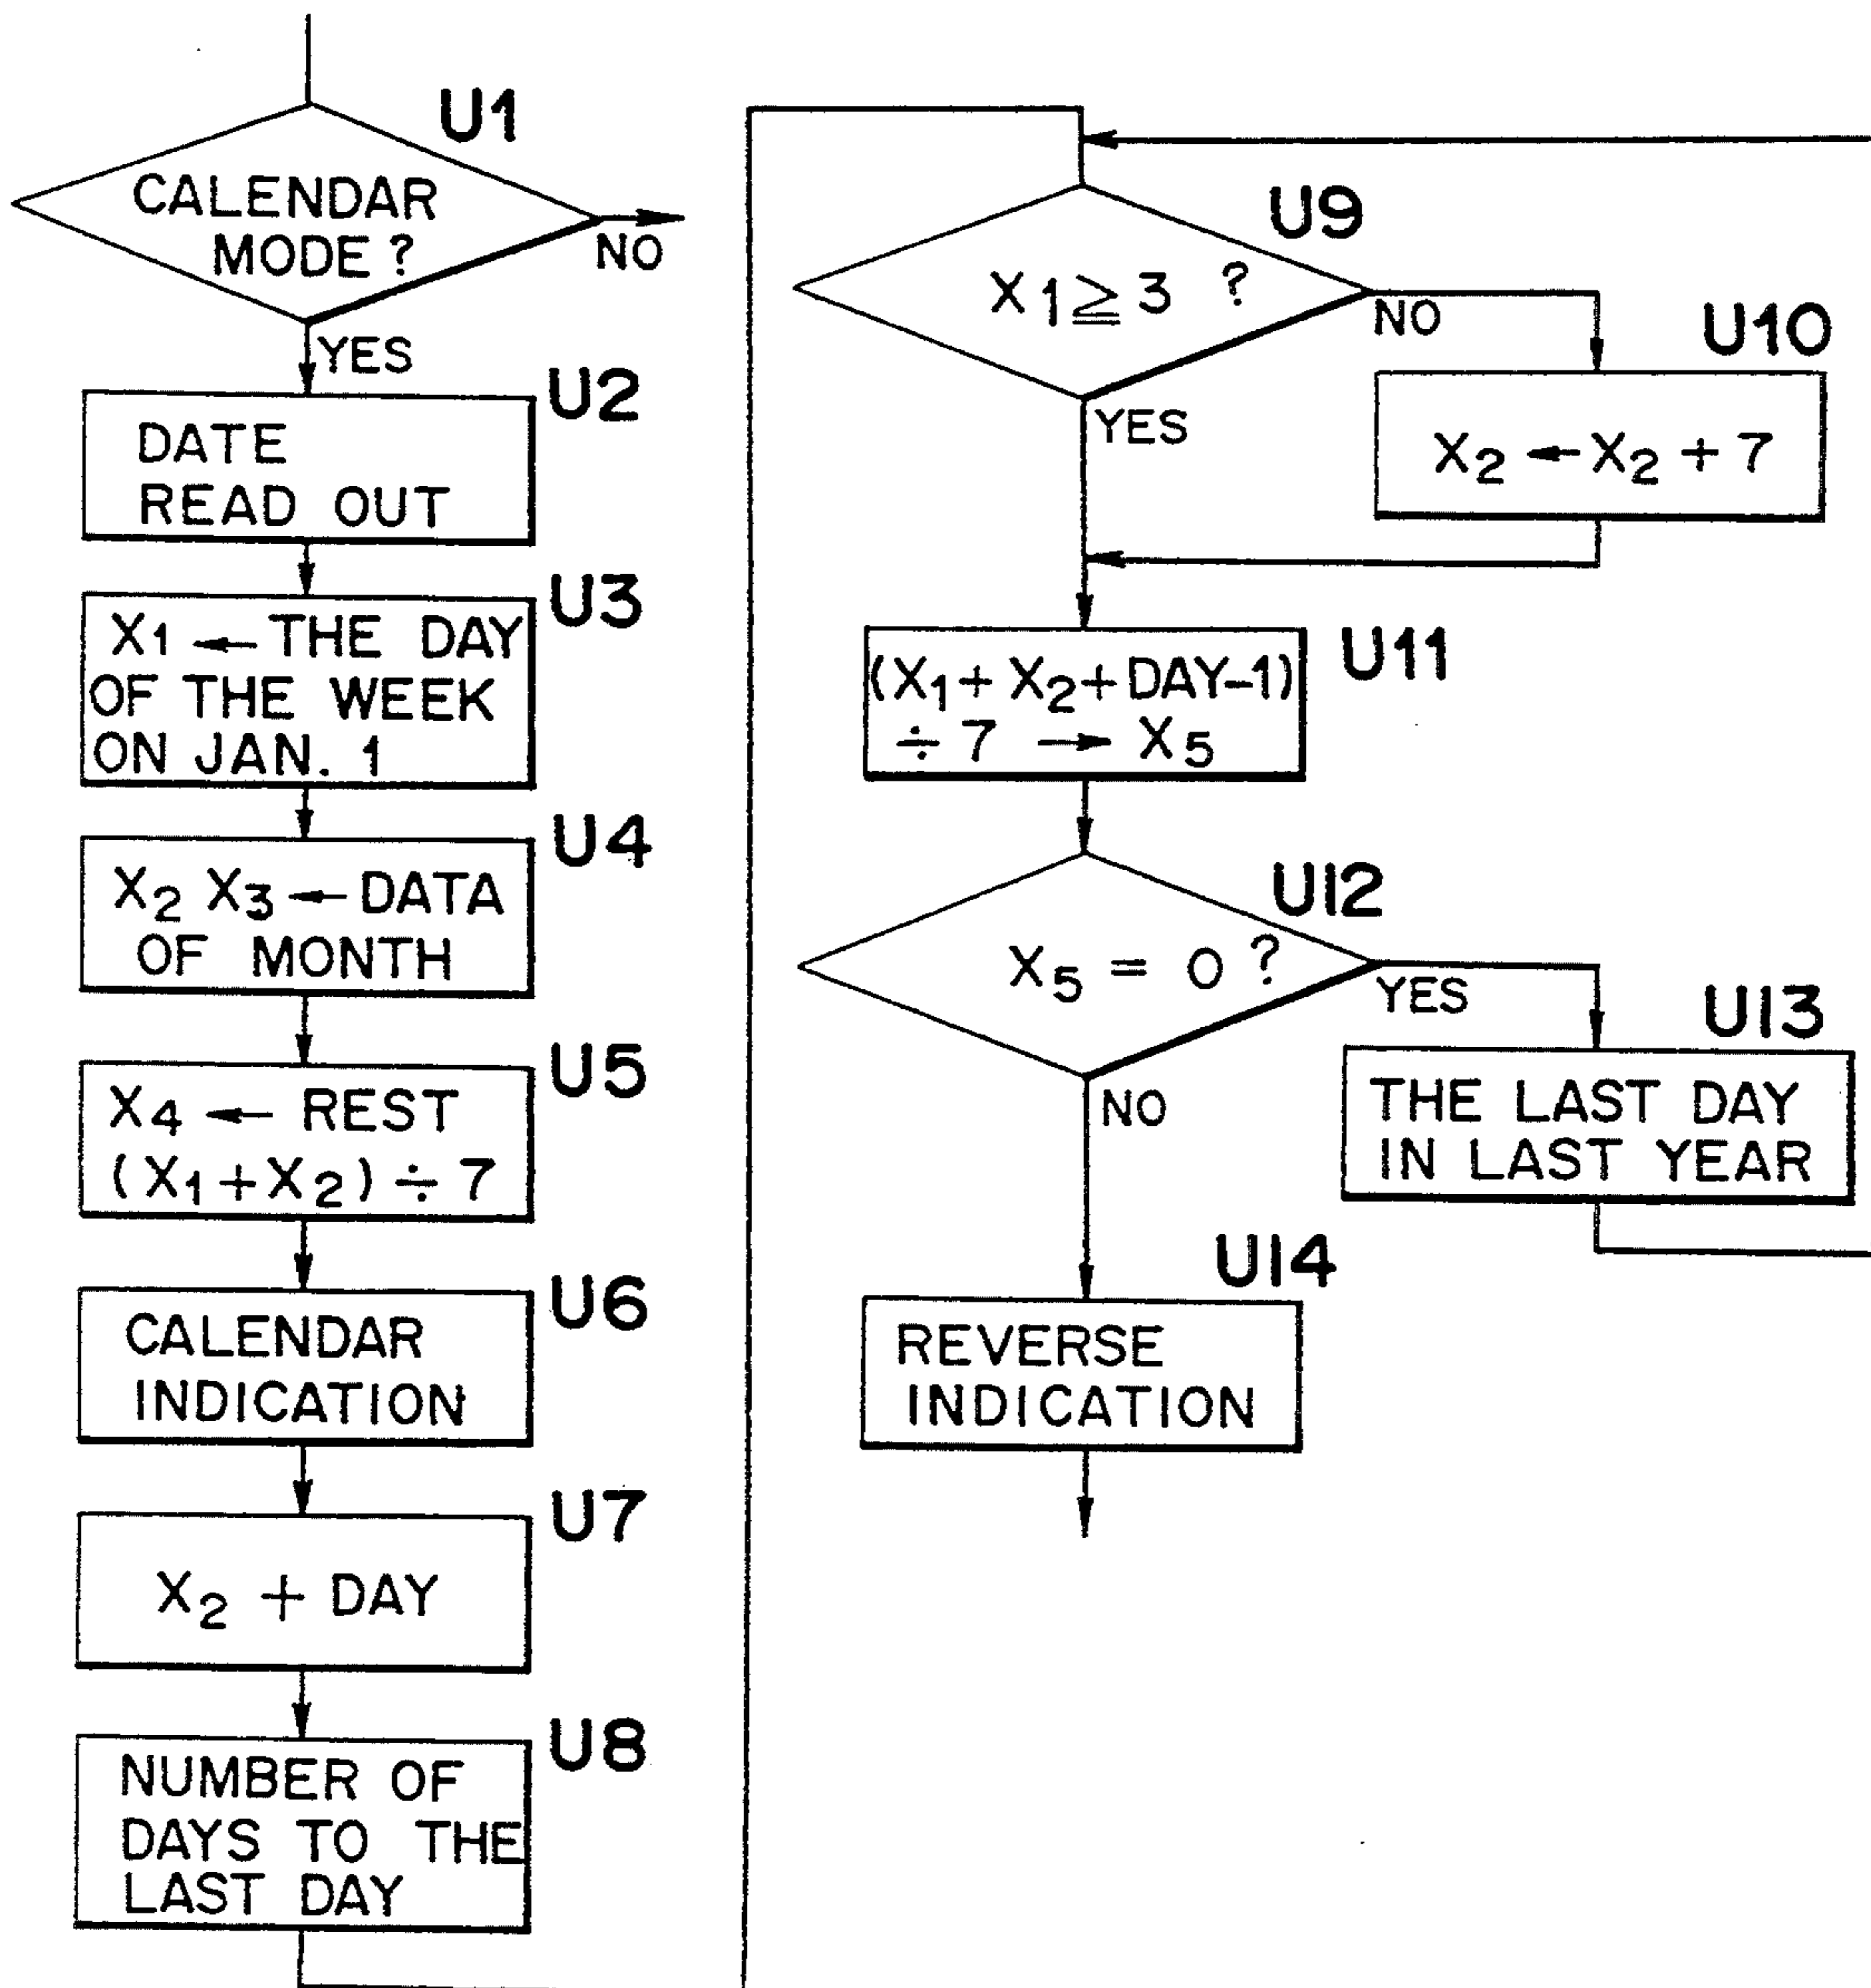 U1
CALENDAR
MODE ?
NO
YES
U2
DATE
READ OUT
U3
X1 ← THE DAY
OF THE WEEK
ON JAN. 1
U4
X2 X3 ← DATA
OF MONTH
U5
X4 ← REST
(X1 + X2) ÷ 7
U6
CALENDAR
INDICATION
U7
X2 + DAY
U8
NUMBER OF
DAYS TO THE
LAST DAY
U9
X1 ≧ 3 ?
NO
YES
U10
X2 ← X2 + 7
U11
(X1 + X2 + DAY-1)
÷ 7 → X5
U12
X5 = 0 ?
YES
NO
U13
THE LAST DAY
IN LAST YEAR
U14
REVERSE
INDICATION